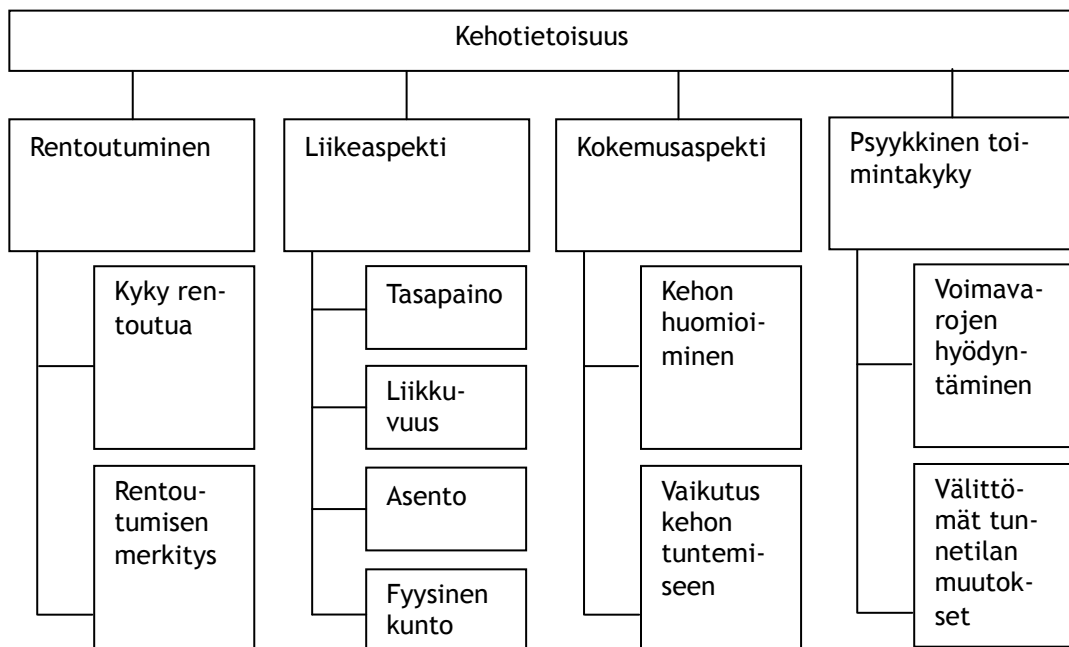 Kehotietoisuus
Rentoutuminen
Kyky ren-
toutua
Rentou-
tumisen
merkitys
Liikeaspekti
Tasapaino
Liikku-
vuus
Asento
Fyysinen
kunto
Kokemusaspekti
Kehon
huomioi-
minen
Vaikutus
kehon
tuntemi-
seen
Psyykkinen toi-
mintakyky
Voimava-
rojen
hyödyn-
täminen
Välittö-
mät tun-
netilan
muutok-
set